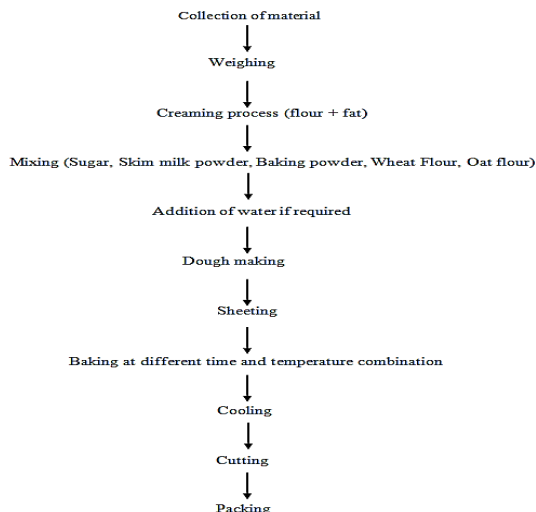 Collection of material
Weighing
Creaming process (flour + fat)
Mixing (Sugar, Skim milk powder, Baking powder, Wheat Flour, Oat flour)
Addition of water if required
Dough making
Sheeting
Baking at different time and temperature combination
Cooling
Cutting
Packing